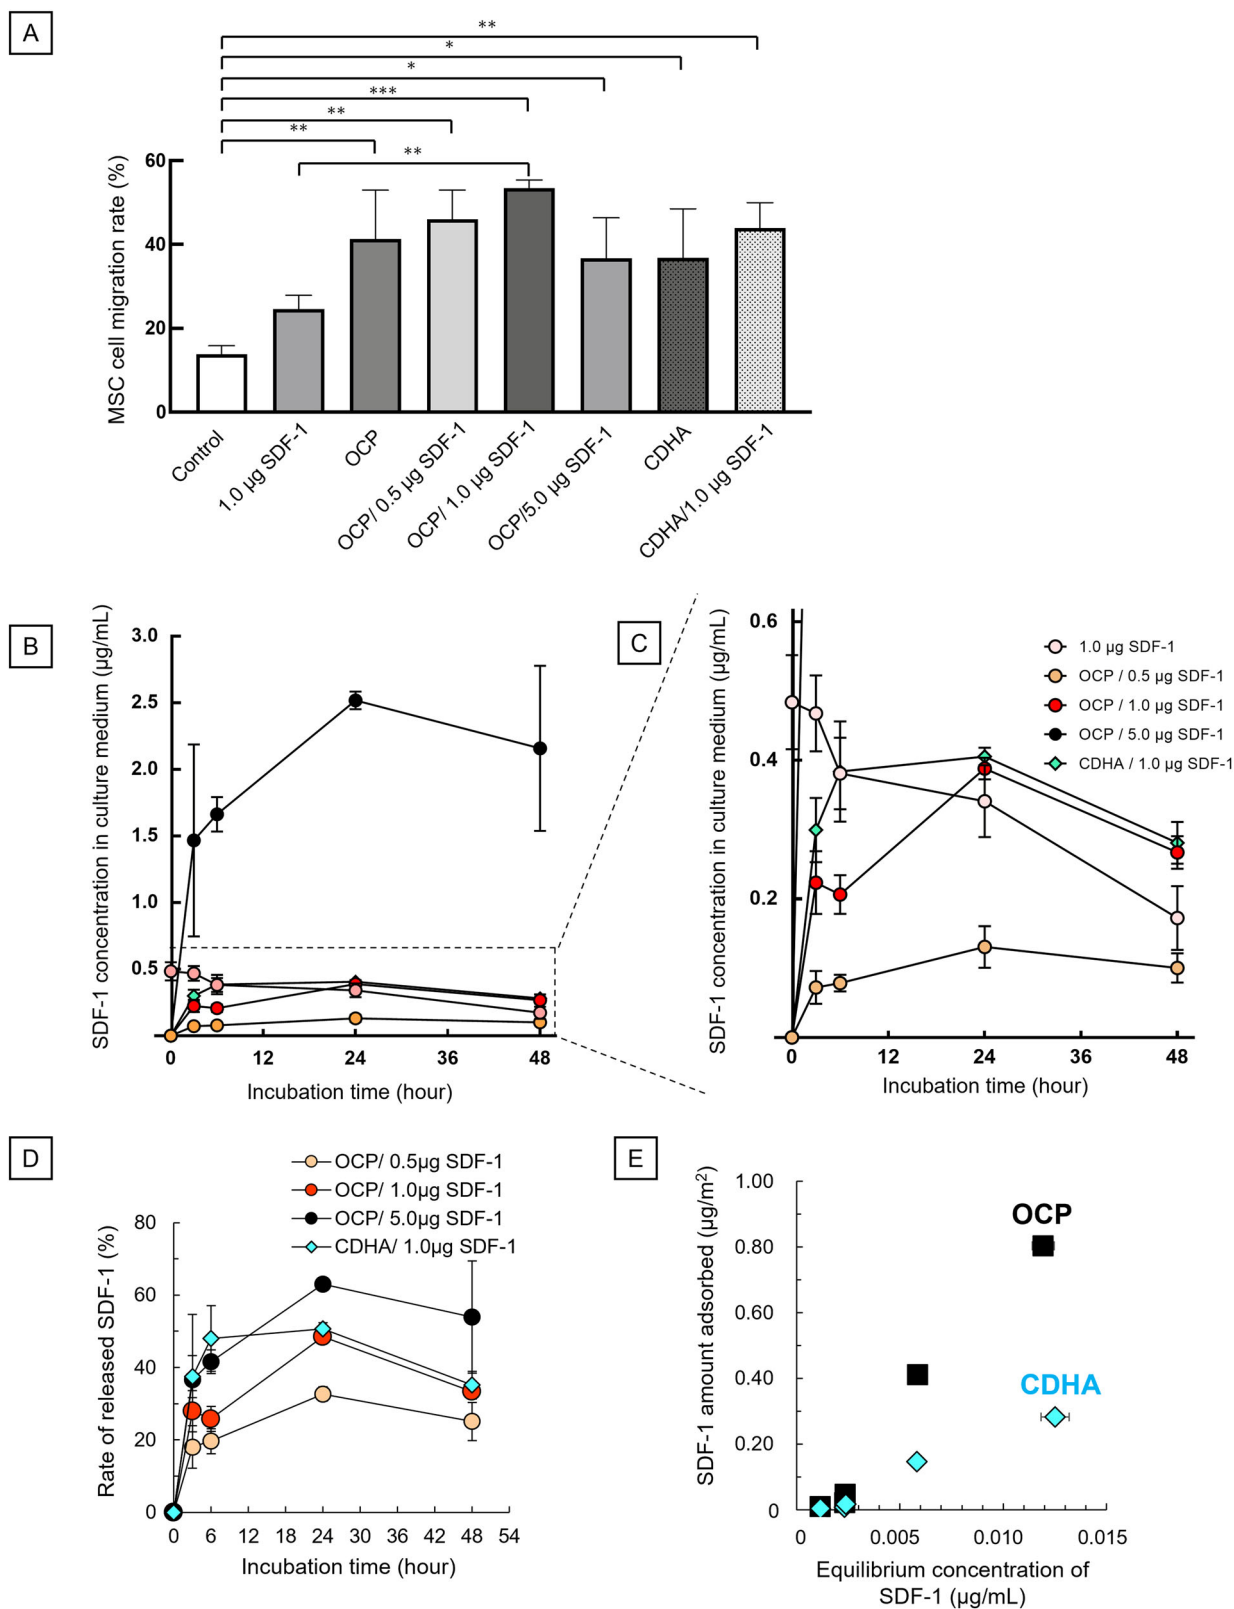 A
**
*
*
***
**
**
**
MSC cell migration rate (%)
60
40
20
0
Control
1.0 µg SDF-1
OCP
OCP/ 0.5 µg SDF-1
OCP/ 1.0 µg SDF-1
OCP/5.0 µg SDF-1
CDHA
CDHA/1.0 µg SDF-1
B
SDF-1 concentration in culture medium (µg/mL)
3.0
2.5
2.0
1.5
1.0
0.5
0
12
24
36
48
Incubation time (hour)
C
SDF-1 concentration in culture medium (µg/mL)
0.6
0.4
0.2
0
12
24
36
48
Incubation time (hour)
1.0 µg SDF-1
OCP / 0.5 µg SDF-1
OCP / 1.0 µg SDF-1
OCP / 5.0 µg SDF-1
CDHA / 1.0 µg SDF-1
D
OCP/ 0.5µg SDF-1
OCP/ 1.0µg SDF-1
OCP/ 5.0µg SDF-1
CDHA/ 1.0µg SDF-1
Rate of released SDF-1 (%)
80
60
40
20
0
0 6 12 18 24 30 36 42 48 54
Incubation time (hour)
E
SDF-1 amount adsorbed (µg/m²)
1.00
0.80
0.60
0.40
0.20
0
OCP
CDHA
0 0.005 0.010 0.015
Equilibrium concentration of
SDF-1 (µg/mL)